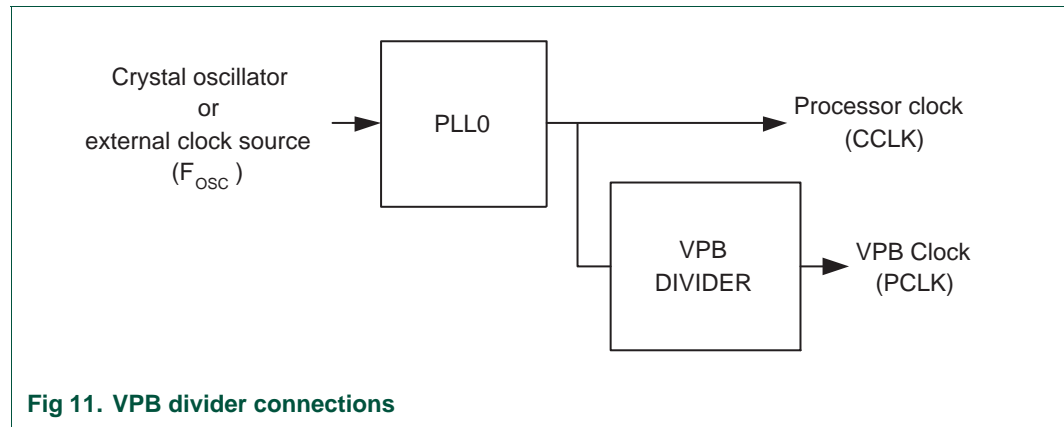 Crystal oscillator
or
external clock source
(FOSC)
PLL0
Processor clock
(CCLK)
VPB
DIVIDER
VPB Clock
(PCLK)
Fig 11. VPB divider connections